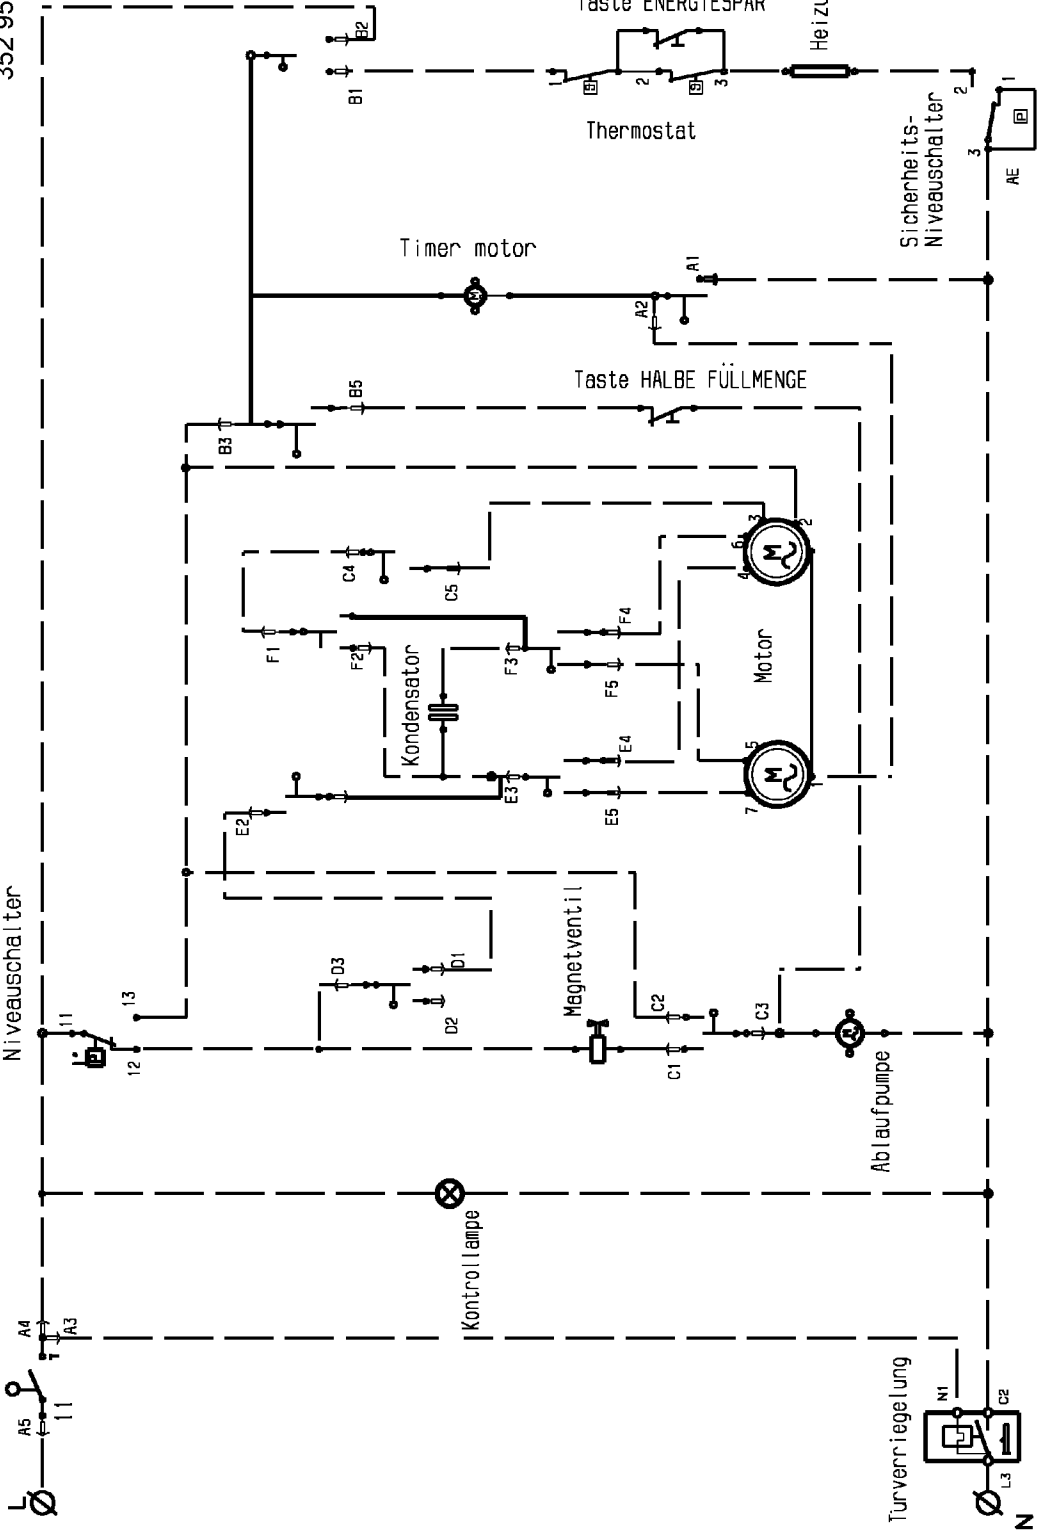 352 95
Taste ENERGIESPAR
B2
B1
1
2
3
9
9
2
1
3
P
AE
Thermostat
Sicherheits-
Niveauschalter
Timer motor
M
A1
A2
Taste HALBE FÜLLMENGE
B5
B3
C4
C5
3
2
6
4
M
F1
F2
F3
F4
F5
Kondensator
Motor
E2
E3
E4
E5
5
7
1
M
Niveauschalter
11
13
12
P
D3
D1
D2
Magnetventil
C2
C1
C3
M
Ablaufpumpe
Kontrollampe
A4
A3
A5
11
L
Turverriegelung
N1
C2
L3
N